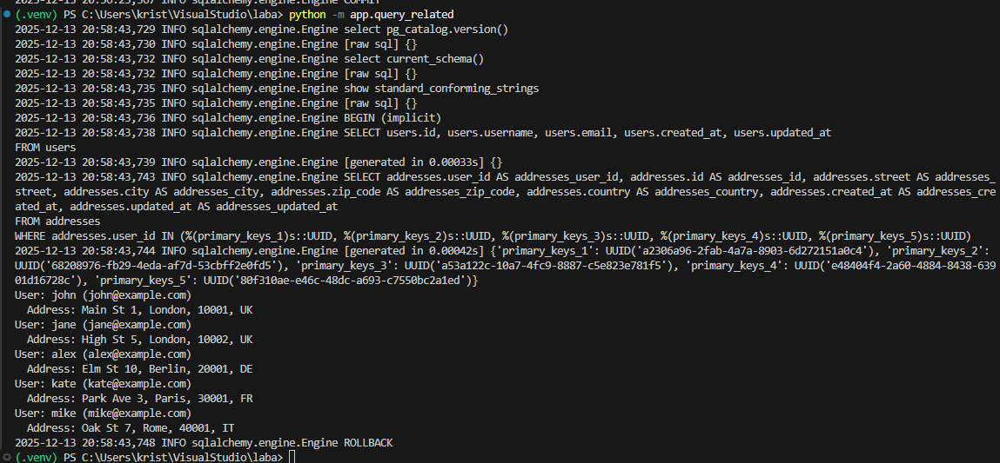 2025-12-13 20:56:25,567 INFO sqlalchemy.engine.Engine COMMIT
(.venv) PS C:\Users\krist\VisualStudio\laba> python -m app.query_related
2025-12-13 20:58:43,729 INFO sqlalchemy.engine.Engine select pg_catalog.version()
2025-12-13 20:58:43,730 INFO sqlalchemy.engine.Engine [raw sql] {}
2025-12-13 20:58:43,732 INFO sqlalchemy.engine.Engine select current_schema()
2025-12-13 20:58:43,732 INFO sqlalchemy.engine.Engine [raw sql] {}
2025-12-13 20:58:43,735 INFO sqlalchemy.engine.Engine show standard_conforming_strings
2025-12-13 20:58:43,735 INFO sqlalchemy.engine.Engine [raw sql] {}
2025-12-13 20:58:43,736 INFO sqlalchemy.engine.Engine BEGIN (implicit)
2025-12-13 20:58:43,738 INFO sqlalchemy.engine.Engine SELECT users.id, users.username, users.email, users.created_at, users.updated_at
FROM users
2025-12-13 20:58:43,739 INFO sqlalchemy.engine.Engine [generated in 0.00033s] {}
2025-12-13 20:58:43,743 INFO sqlalchemy.engine.Engine SELECT addresses.user_id AS addresses_user_id, addresses.id AS addresses_id, addresses.street AS addresses_
street, addresses.city AS addresses_city, addresses.zip_code AS addresses_zip_code, addresses.country AS addresses_country, addresses.created_at AS addresses_cre
ated_at, addresses.updated_at AS addresses_updated_at
FROM addresses
WHERE addresses.user_id IN (%(primary_keys_1)s::UUID, %(primary_keys_2)s::UUID, %(primary_keys_3)s::UUID, %(primary_keys_4)s::UUID, %(primary_keys_5)s::UUID)
2025-12-13 20:58:43,744 INFO sqlalchemy.engine.Engine [generated in 0.00042s] {'primary_keys_1': UUID('a2306a96-2fab-4a7a-8903-6d272151a0c4'), 'primary_keys_2':
UUID('68208976-fb29-4eda-af7d-53cbff2e0fd5'), 'primary_keys_3': UUID('a53a122c-10a7-4fc9-8887-c5e823e781f5'), 'primary_keys_4': UUID('e48404f4-2a60-4884-8438-639
01d16728c'), 'primary_keys_5': UUID('80f310ae-e46c-48dc-a693-c7550bc2a1ed')}
User: john (john@example.com)
  Address: Main St 1, London, 10001, UK
User: jane (jane@example.com)
  Address: High St 5, London, 10002, UK
User: alex (alex@example.com)
  Address: Elm St 10, Berlin, 20001, DE
User: kate (kate@example.com)
  Address: Park Ave 3, Paris, 30001, FR
User: mike (mike@example.com)
  Address: Oak St 7, Rome, 40001, IT
2025-12-13 20:58:43,748 INFO sqlalchemy.engine.Engine ROLLBACK
(.venv) PS C:\Users\krist\VisualStudio\laba>